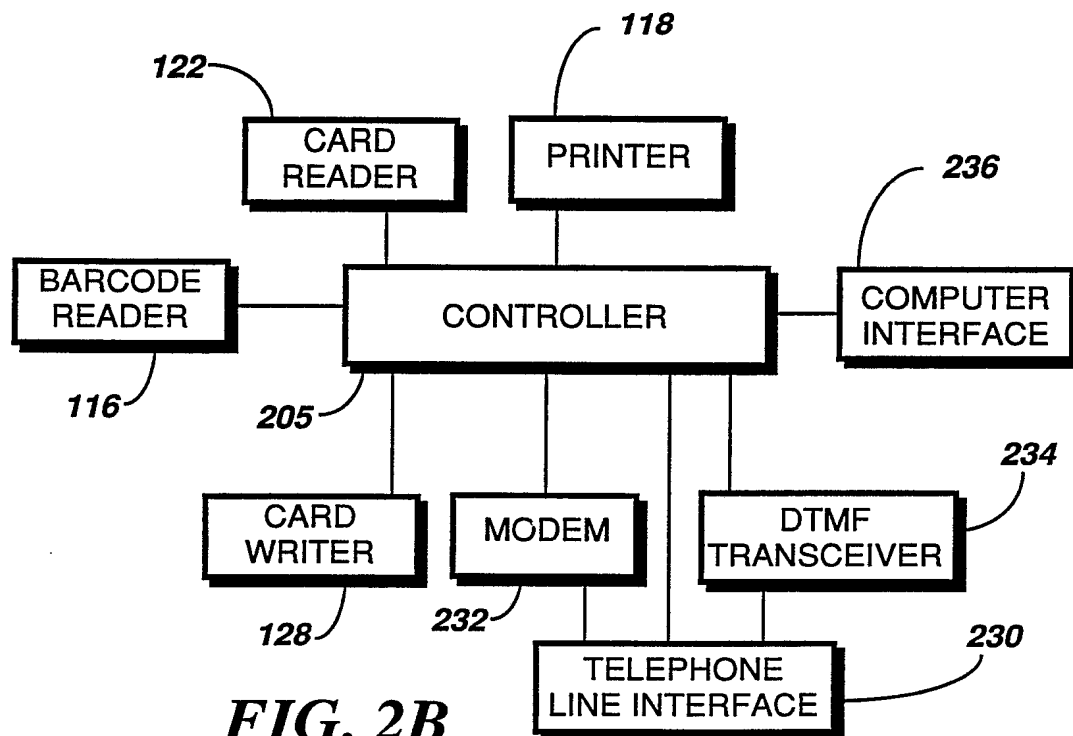 118
122
CARD
READER
PRINTER
236
BARCODE
READER
CONTROLLER
COMPUTER
INTERFACE
116
205
234
CARD
WRITER
MODEM
DTMF
TRANSCEIVER
128
232
230
TELEPHONE
LINE INTERFACE
FIG. 2B